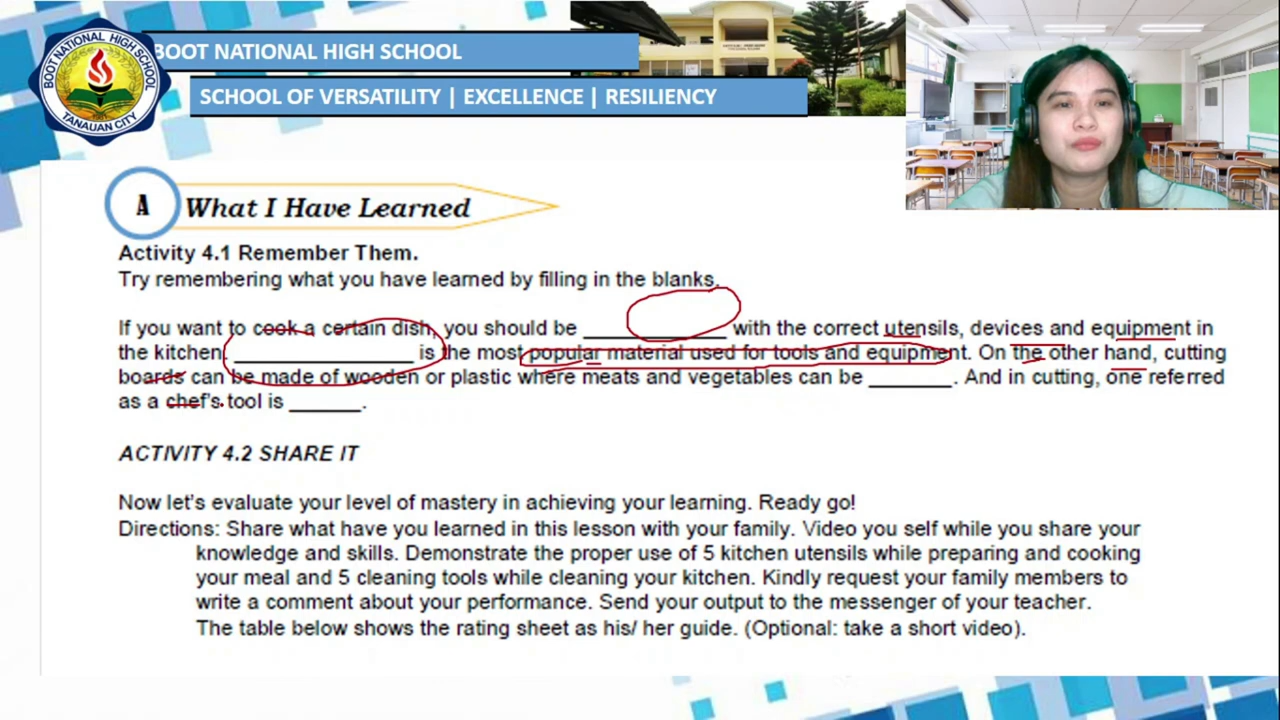 BOOT NATIONAL HIGH SCHOOL
SCHOOL OF VERSATILITY | EXCELLENCE | RESILIENCY
BOOT NATIONAL HIGH SCHOOL
TANAUAN CITY
A
What I Have Learned
Activity 4.1 Remember Them.
Try remembering what you have learned by filling in the blanks.
If you want to cook a certain dish, you should be _____________ with the correct utensils, devices and equipment in
the kitchen. ________________ is the most popular material used for tools and equipment. On the other hand, cutting
boards can be made of wooden or plastic where meats and vegetables can be _______. And in cutting, one referred
as a chef's tool is ______.
ACTIVITY 4.2 SHARE IT
Now let's evaluate your level of mastery in achieving your learning. Ready go!
Directions: Share what have you learned in this lesson with your family. Video you self while you share your
knowledge and skills. Demonstrate the proper use of 5 kitchen utensils while preparing and cooking
your meal and 5 cleaning tools while cleaning your kitchen. Kindly request your family members to
write a comment about your performance. Send your output to the messenger of your teacher.
The table below shows the rating sheet as his/ her guide. (Optional: take a short video).